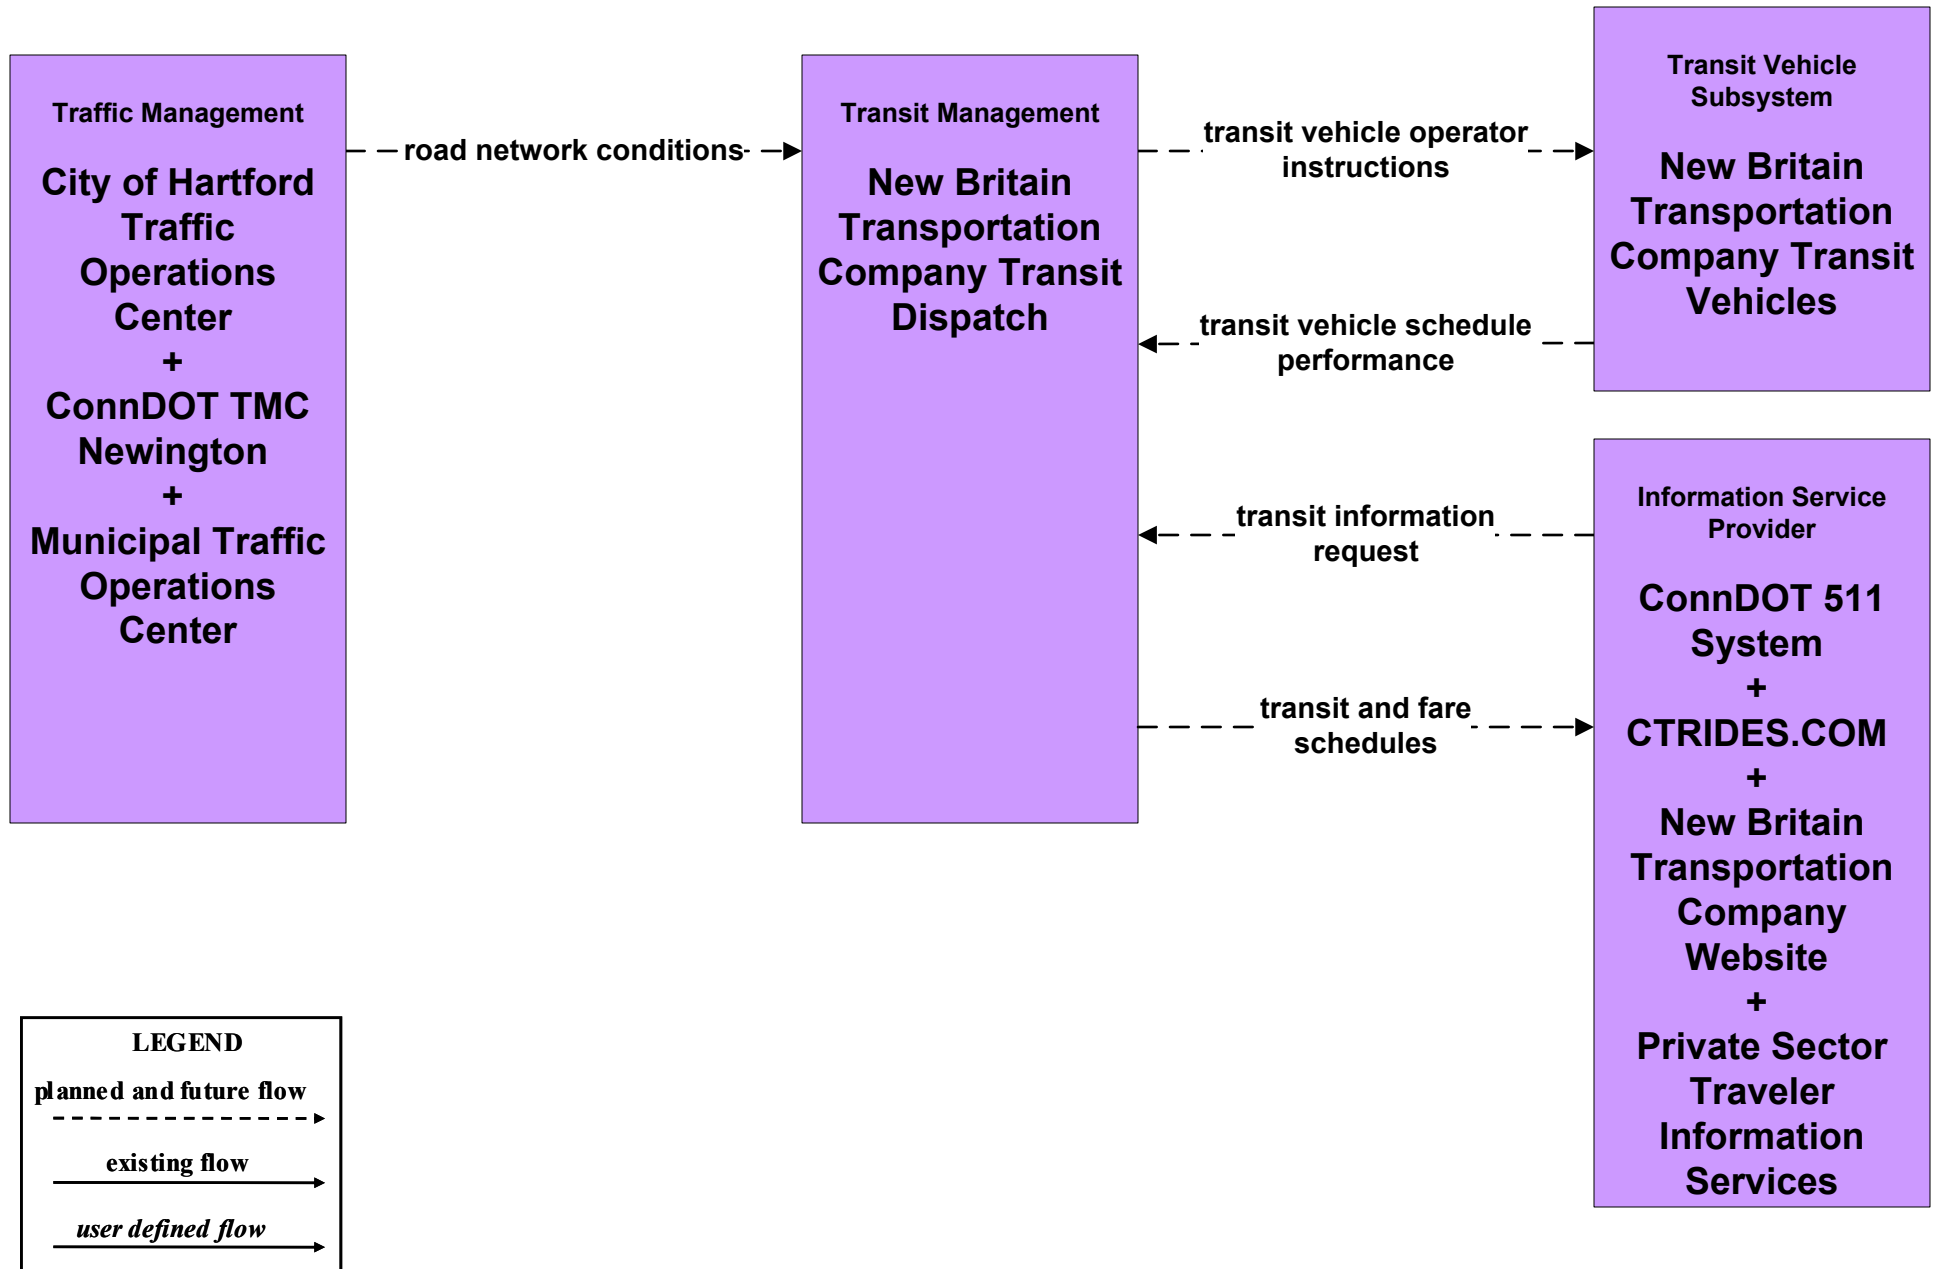 Traffic Management
City of Hartford
Traffic
Operations
Center
+
ConnDOT TMC
Newington
+
Municipal Traffic
Operations
Center
road network conditions
Transit Management
New Britain
Transportation
Company Transit
Dispatch
transit vehicle operator
instructions
transit vehicle schedule
performance
transit information
request
transit and fare
schedules
Transit Vehicle
Subsystem
New Britain
Transportation
Company Transit
Vehicles
Information Service
Provider
ConnDOT 511
System
+
CTRIDES.COM
+
New Britain
Transportation
Company
Website
+
Private Sector
Traveler
Information
Services
LEGEND
planned and future flow
existing flow
user defined flow